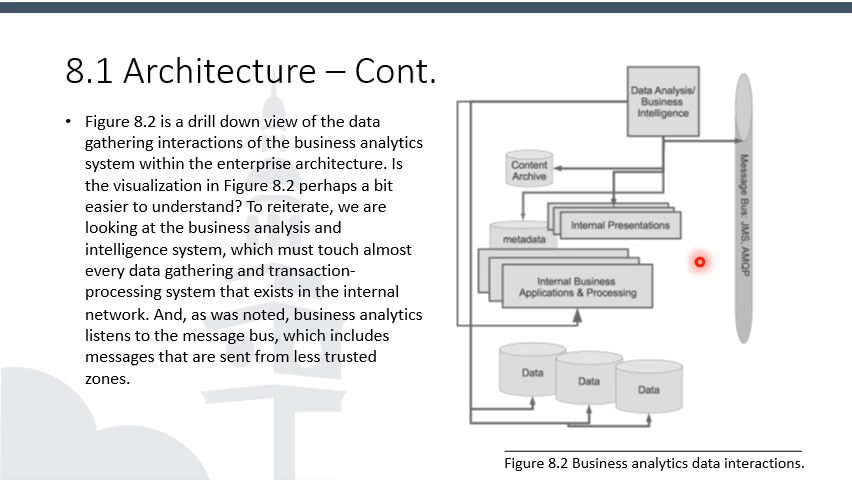 8.1 Architecture – Cont.
• Figure 8.2 is a drill down view of the data
gathering interactions of the business analytics
system within the enterprise architecture. Is
the visualization in Figure 8.2 perhaps a bit
easier to understand? To reiterate, we are
looking at the business analysis and
intelligence system, which must touch almost
every data gathering and transaction-
processing system that exists in the internal
network. And, as was noted, business analytics
listens to the message bus, which includes
messages that are sent from less trusted
zones.
Data Analysis/
Business
Intelligence
Content
Archive
Internal Presentations
metadata
Internal Business
Applications & Processing
Data
Data
Data
Message Bus: JMS, AMQP
Figure 8.2 Business analytics data interactions.